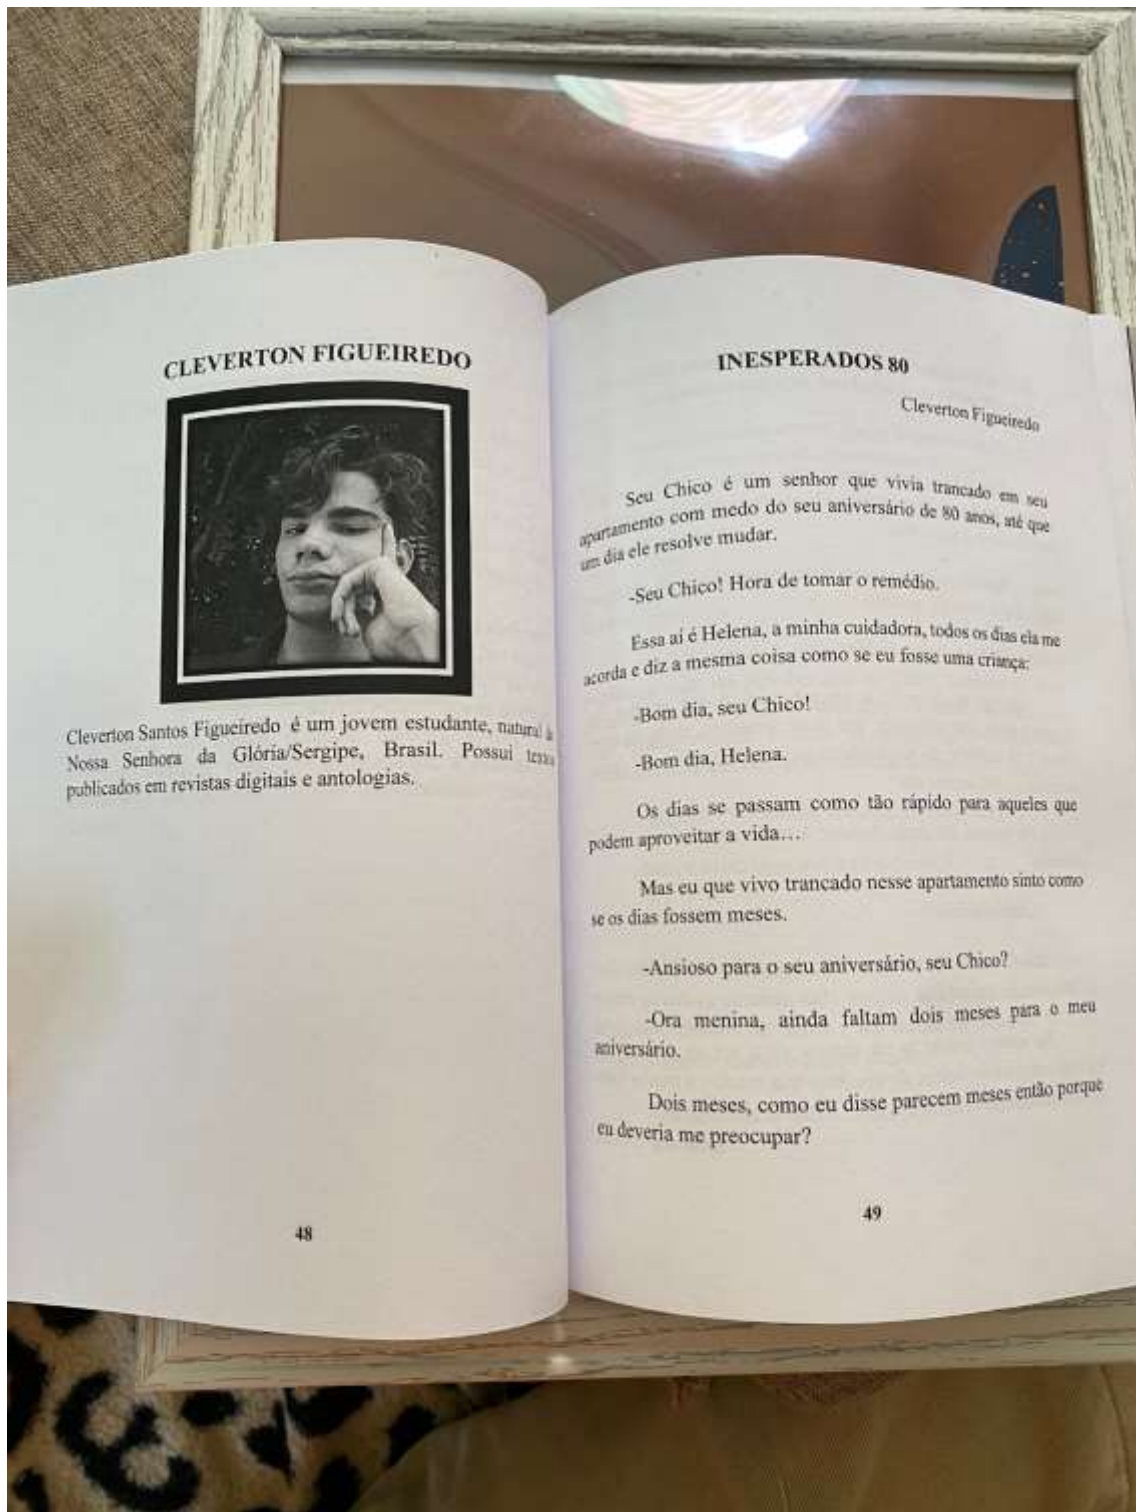 CLEVERTON FIGUEIREDO
Cleverton Santos Figueiredo é um jovem estudante, natural
Nossa Senhora da Glória/Sergipe, Brasil. Possui
publicados em revistas digitais e antologias.
48
INESPERADOS 80
Cleverton Figueiredo
Seu Chico é um senhor que vivia trancado em seu
apartamento com medo do seu aniversário de 80 anos, até que
um dia ele resolve mudar.
-Seu Chico! Hora de tomar o remédio.
Essa aí é Helena, a minha cuidadora, todos os dias ela me
acorda e diz a mesma coisa como se eu fosse uma criança:
-Bom dia, seu Chico!
-Bom dia, Helena.
Os dias se passam como tão rápido para aqueles que
podem aproveitar a vida…
Mas eu que vivo trancado nesse apartamento sinto como
se os dias fossem meses.
-Ansioso para o seu aniversário, seu Chico?
-Ora menina, ainda faltam dois meses para o meu
aniversário.
Dois meses, como eu disse parecem meses então porque
eu deveria me preocupar?
49